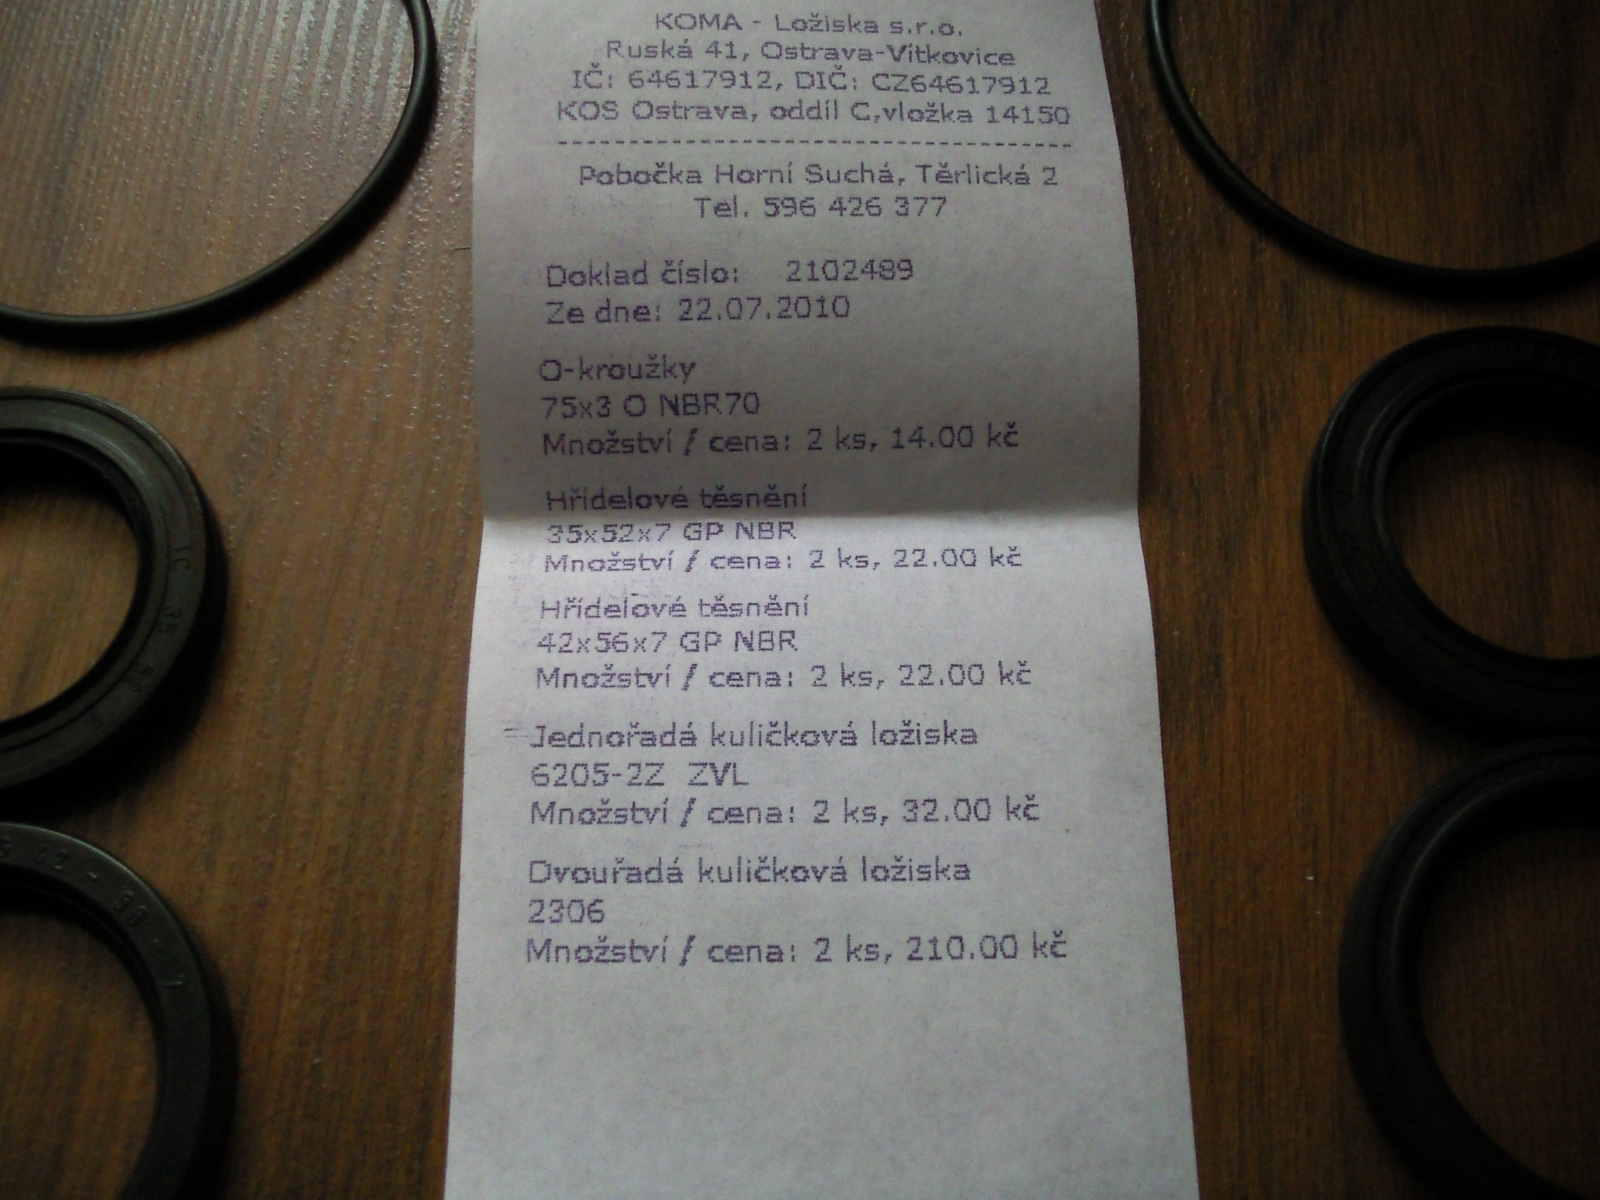 KOMA - Ložiska s.r.o.
Ruská 41, Ostrava-Vítkovice
IČ: 64617912, DIČ: CZ64617912
KOS Ostrava, oddíl C,vložka 14150
--------------------------------------
Pobočka Horní Suchá, Těrlická 2
Tel. 596 426 377
Doklad číslo: 2102489
Ze dne: 22.07.2010
O-kroužky
75x3 O NBR70
Množství / cena: 2 ks, 14.00 kč
Hřídelové těsnění
35x52x7 GP NBR
Množství / cena: 2 ks, 22.00 kč
Hřídelové těsnění
42x56x7 GP NBR
Množství / cena: 2 ks, 22.00 kč
Jednořadá kuličková ložiska
6205-2Z ZVL
Množství / cena: 2 ks, 32.00 kč
Dvouřadá kuličková ložiska
2306
Množství / cena: 2 ks, 210.00 kč